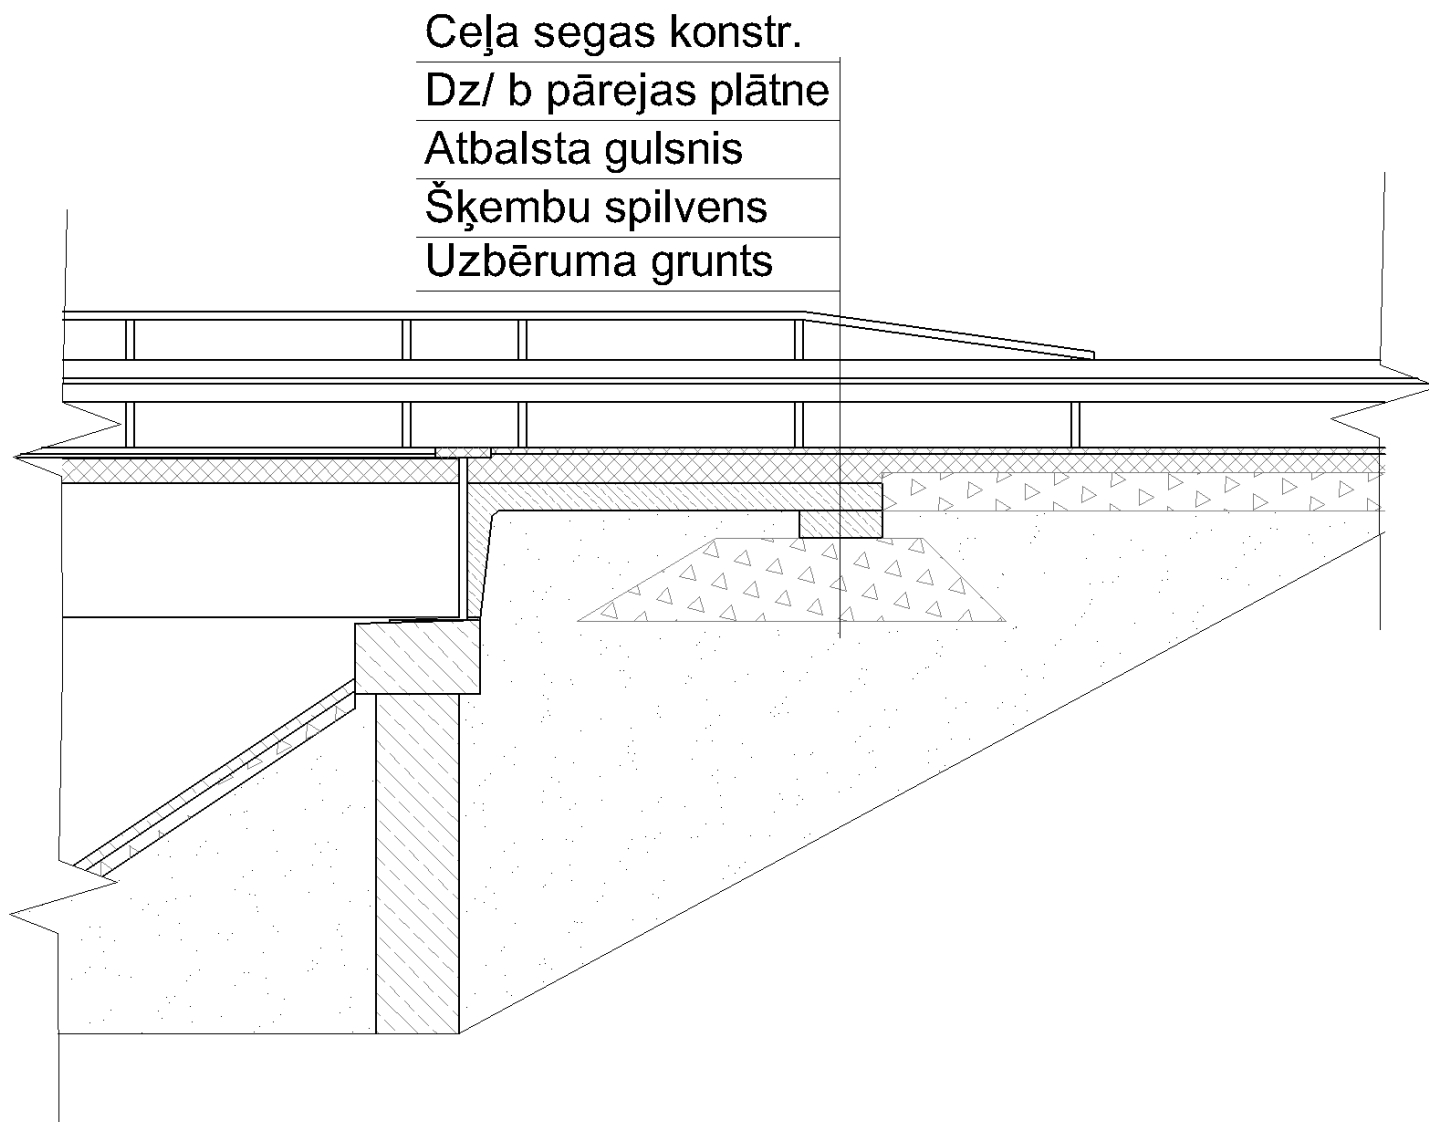 Ceļa segas konstr.
Dz/ b pārejas plātne
Atbalsta gulsnis
Šķembu spilvens
Uzbēruma grunts